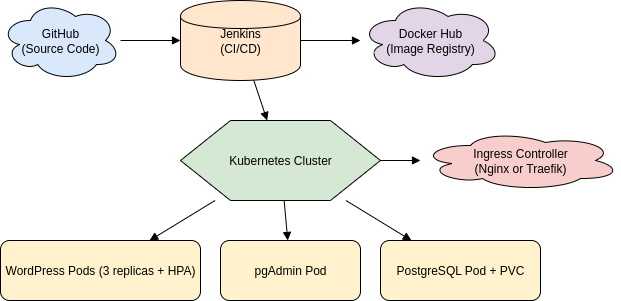 GitHub
(Source Code)
Jenkins
(CI/CD)
Docker Hub
(Image Registry)
Kubernetes Cluster
Ingress Controller
(Nginx or Traefik)
WordPress Pods (3 replicas + HPA)
pgAdmin Pod
PostgreSQL Pod + PVC